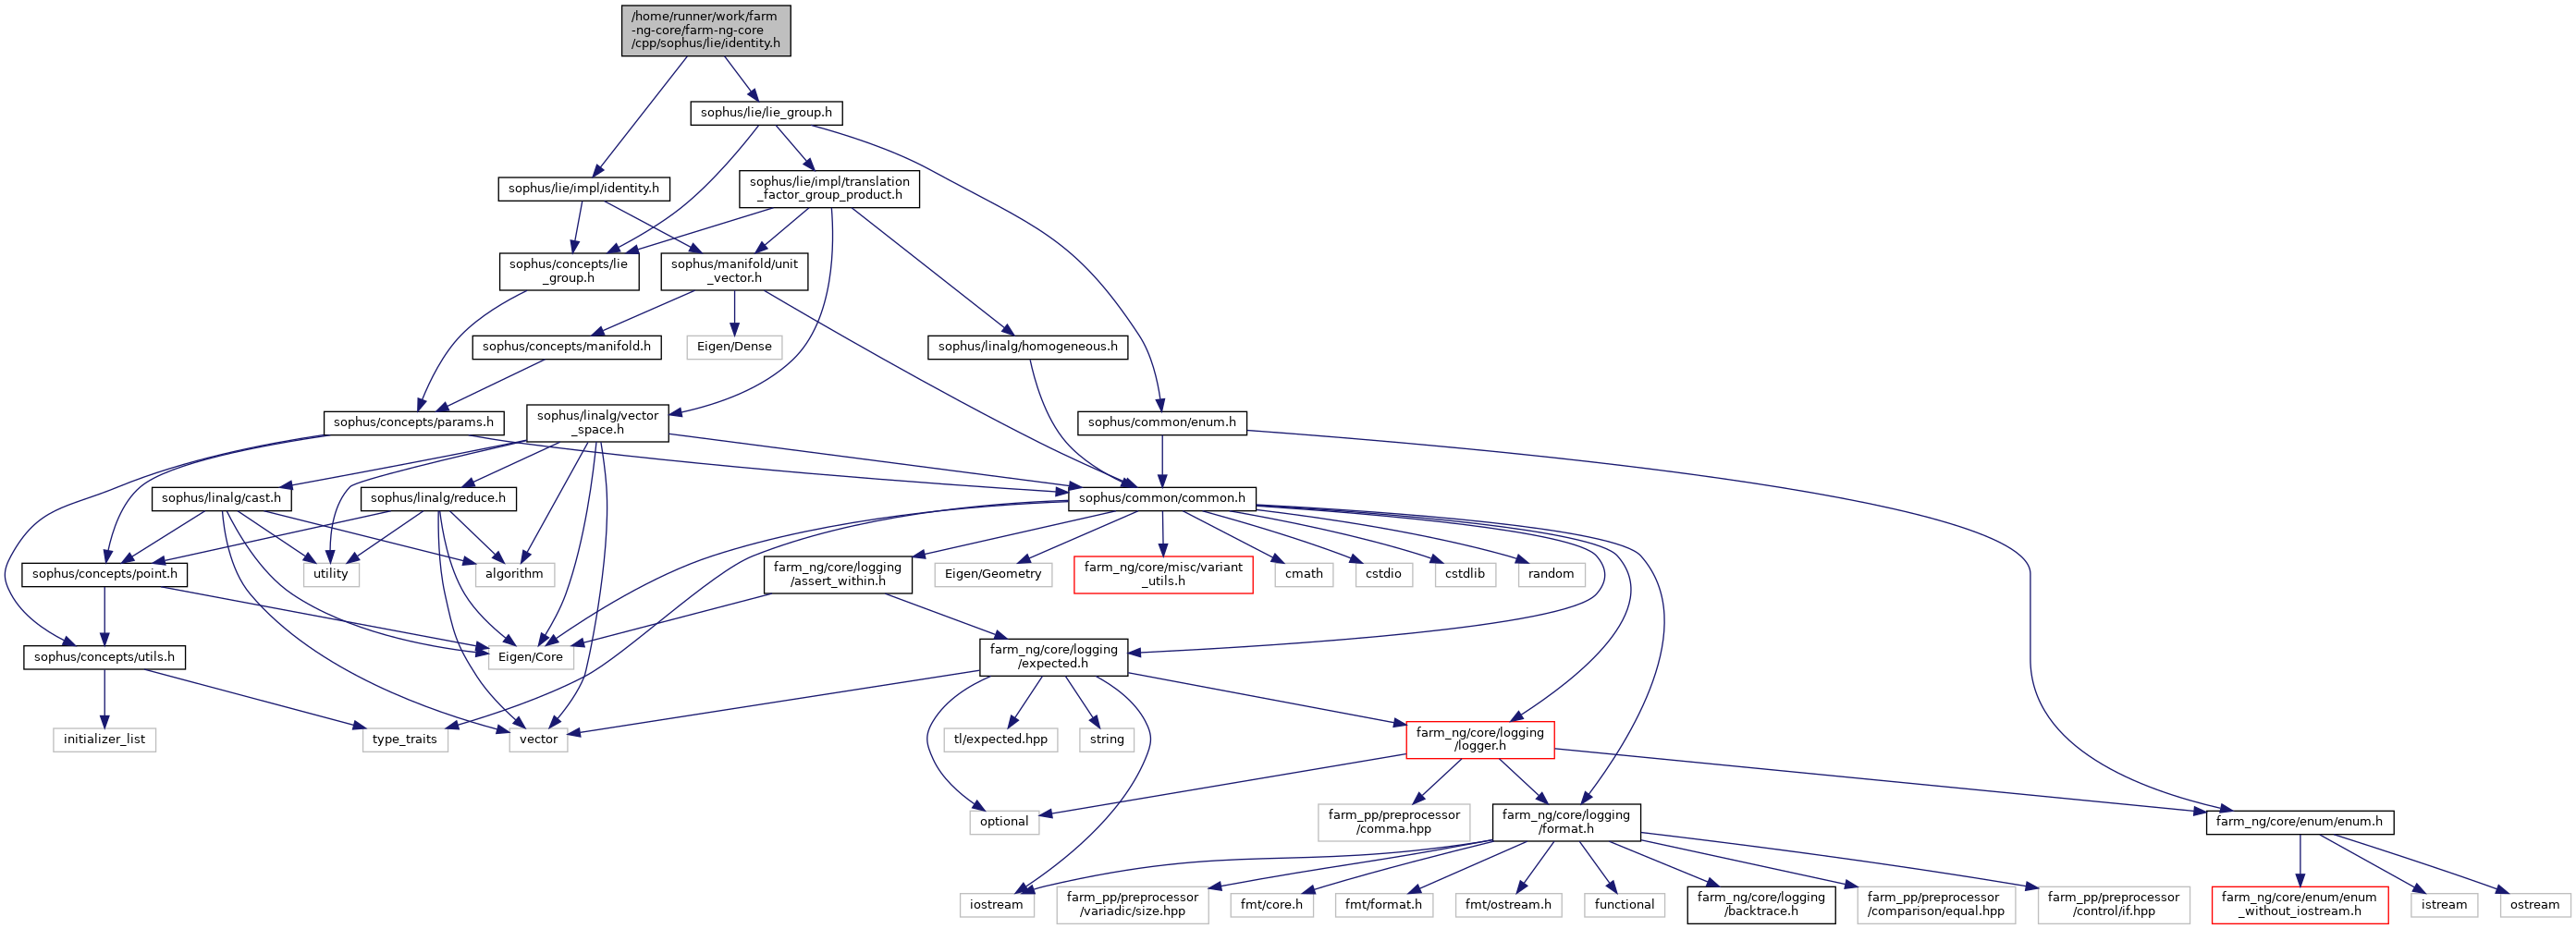 /home/runner/work/farm
-ng-core/farm-ng-core
/cpp/sophus/lie/identity.h
sophus/lie/lie_group.h
sophus/lie/impl/identity.h
sophus/lie/impl/translation
_factor_group_product.h
sophus/concepts/lie
_group.h
sophus/manifold/unit
_vector.h
sophus/concepts/manifold.h
Eigen/Dense
sophus/linalg/homogeneous.h
sophus/concepts/params.h
sophus/linalg/vector
_space.h
sophus/common/enum.h
sophus/linalg/cast.h
sophus/linalg/reduce.h
sophus/common/common.h
sophus/concepts/point.h
utility
algorithm
farm_ng/core/logging
/assert_within.h
Eigen/Geometry
farm_ng/core/misc/variant
_utils.h
cmath
cstdio
cstdlib
random
sophus/concepts/utils.h
Eigen/Core
farm_ng/core/logging
/expected.h
initializer_list
type_traits
vector
tl/expected.hpp
string
farm_ng/core/logging
/logger.h
optional
farm_pp/preprocessor
/comma.hpp
farm_ng/core/logging
/format.h
farm_ng/core/enum/enum.h
iostream
farm_pp/preprocessor
/variadic/size.hpp
fmt/core.h
fmt/format.h
fmt/ostream.h
functional
farm_ng/core/logging
/backtrace.h
farm_pp/preprocessor
/comparison/equal.hpp
farm_pp/preprocessor
/control/if.hpp
farm_ng/core/enum/enum
_without_iostream.h
istream
ostream